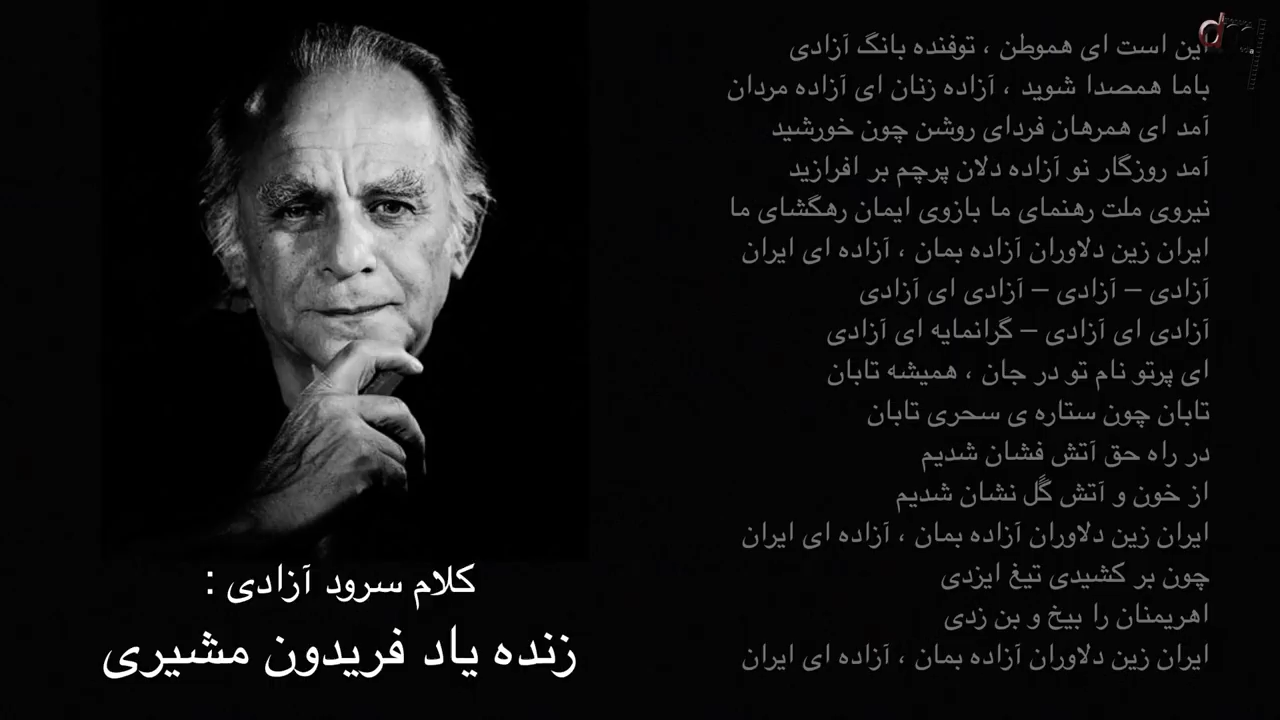 این است ای هموطن ، توفنده بانگ آزادی
باما همصدا شوید ، آزاده زنان ای آزاده مردان
آمد ای همرهان فردای روشن چون خورشید
آمد روزگار نو آزاده دلان پرچم بر افرازید
نیروی ملت رهنمای ما بازوی ایمان رهگشای ما
ایران زین دلاوران آزاده بمان ، آزاده ای ایران
آزادی – آزادی – آزادی ای آزادی
آزادی ای آزادی – گرانمایه ای آزادی
ای پرتو نام تو در جان ، همیشه تابان
تابان چون ستاره ی سحری تابان
در راه حق آتش فشان شدیم
از خون و آتش گُل نشان شدیم
ایران زین دلاوران آزاده بمان ، آزاده ای ایران
چون بر کشیدی تیغ ایزدی
اهریمنان را بیخ و بن زدی
ایران زین دلاوران آزاده بمان ، آزاده ای ایران
کلام سرود آزادی :
زنده یاد فریدون مشیری